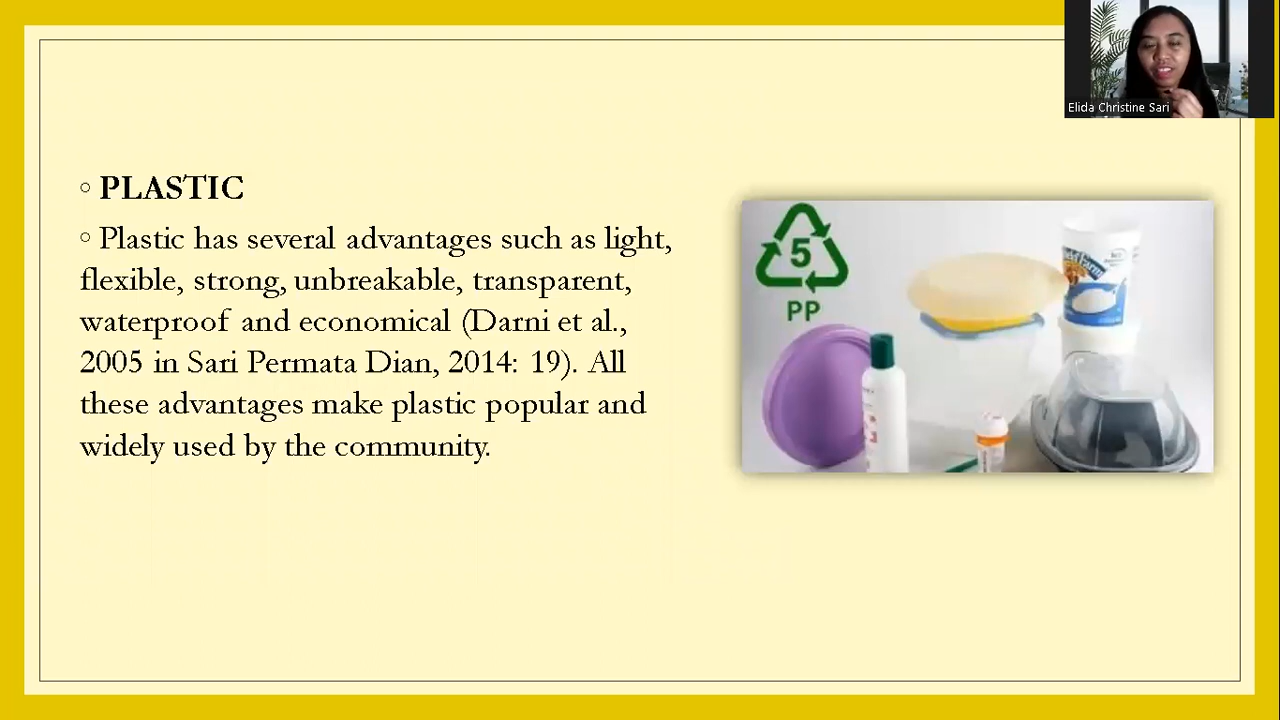 Elida Christine Sari
◦ PLASTIC
◦ Plastic has several advantages such as light,
flexible, strong, unbreakable, transparent,
waterproof and economical (Darni et al.,
2005 in Sari Permata Dian, 2014: 19). All
these advantages make plastic popular and
widely used by the community.
5
PP